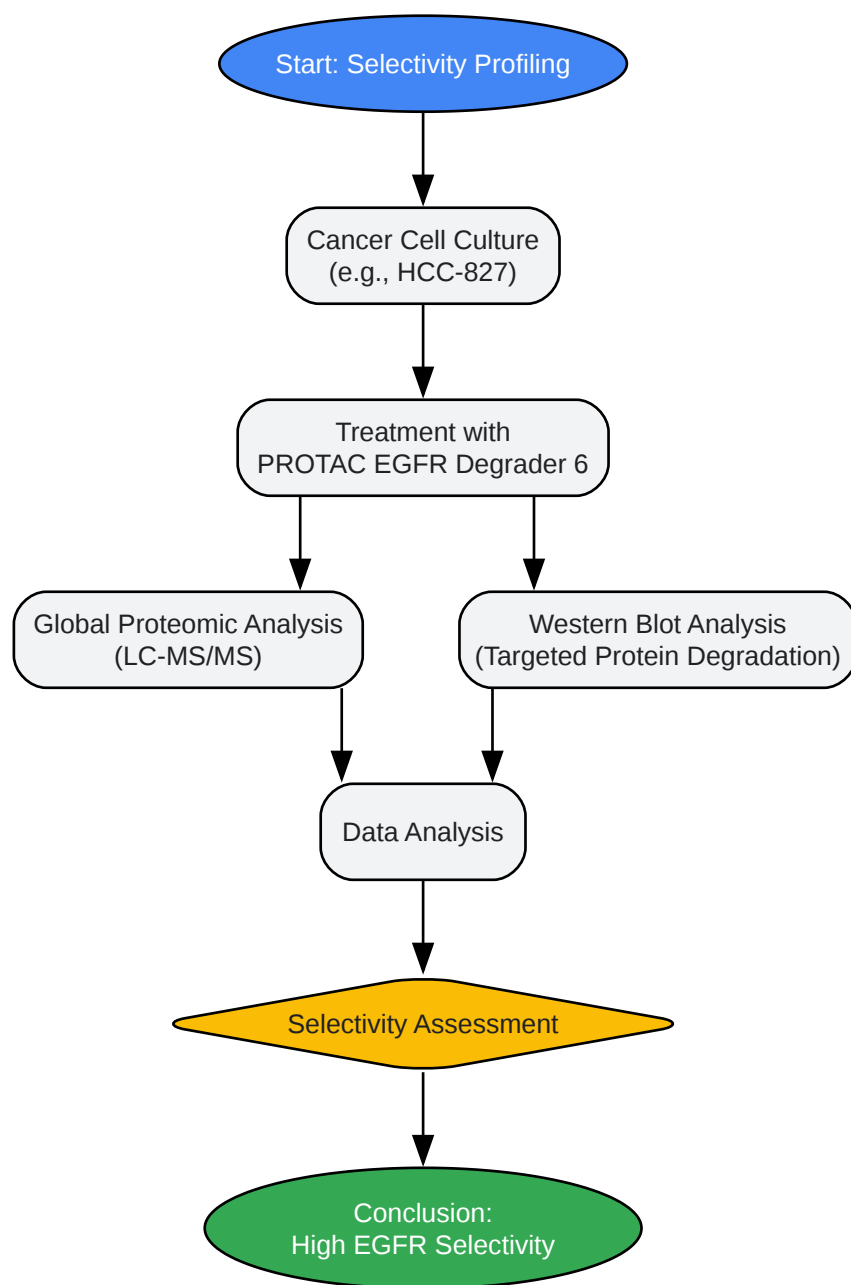 Start: Selectivity Profiling
Cancer Cell Culture
(e.g., HCC-827)
Treatment with
PROTAC EGFR Degrader 6
Global Proteomic Analysis
(LC-MS/MS)
Western Blot Analysis
(Targeted Protein Degradation)
Data Analysis
Selectivity Assessment
Conclusion:
High EGFR Selectivity